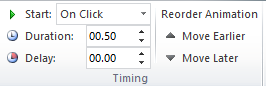 Start: On Click Reorder Animation
Duration: 00.50 Move Earlier
Delay: 00.00 Move Later
Timing